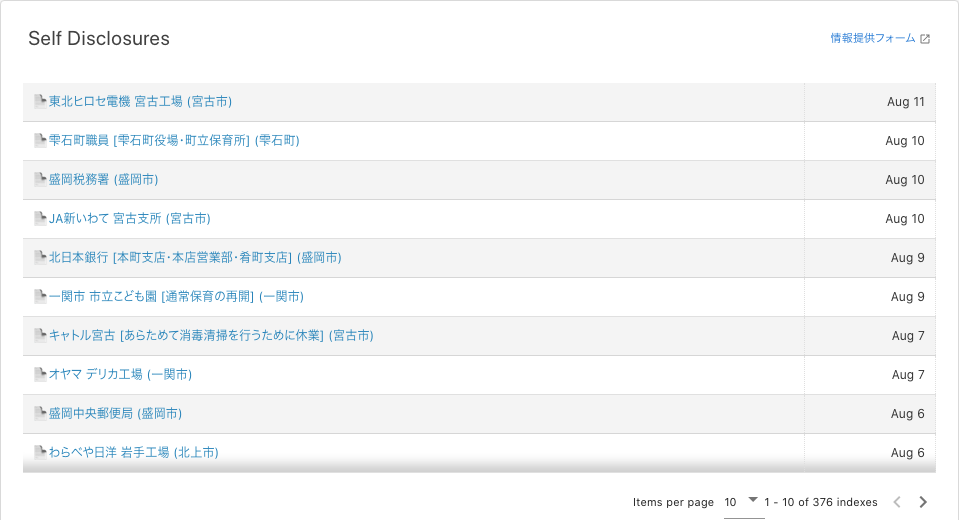 Self Disclosures
情報提供フォーム
東北ヒロセ電機 宮古工場 (宮古市) Aug 11
雫石町職員 [雫石町役場･町立保育所] (雫石町) Aug 10
盛岡税務署 (盛岡市) Aug 10
JA新いわて 宮古支所 (宮古市) Aug 10
北日本銀行 [本町支店･本店営業部･肴町支店] (盛岡市) Aug 9
一関市 市立こども園 [通常保育の再開] (一関市) Aug 9
キャトル宮古 [あらためて消毒清掃を行うために休業] (宮古市) Aug 7
オヤマ デリカ工場 (一関市) Aug 7
盛岡中央郵便局 (盛岡市) Aug 6
わらべや日洋 岩手工場 (北上市) Aug 6
Items per page 10 1 - 10 of 376 indexes